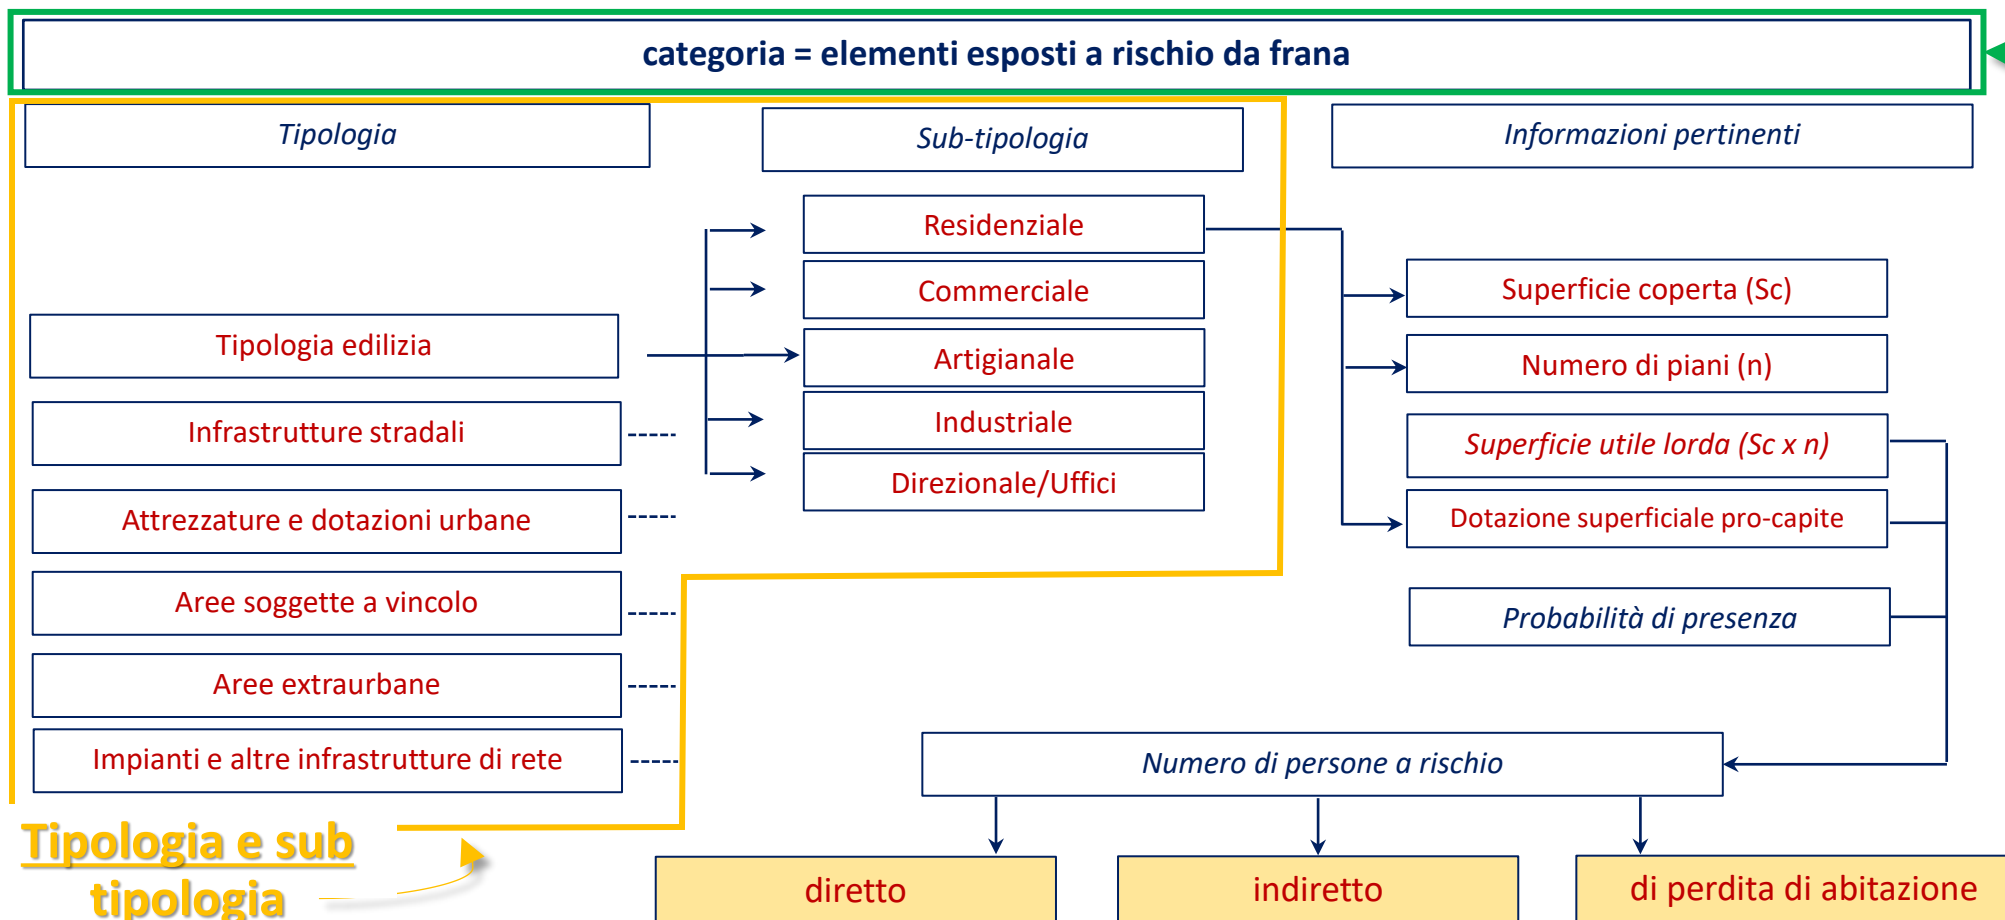 categoria = elementi esposti a rischio da frana
Tipologia
Sub-tipologia
Informazioni pertinenti
Residenziale
Commerciale
Artigianale
Industriale
Direzionale/Uffici
Tipologia edilizia
Infrastrutture stradali
Attrezzature e dotazioni urbane
Aree soggette a vincolo
Aree extraurbane
Impianti e altre infrastrutture di rete
Superficie coperta (Sc)
Numero di piani (n)
Superficie utile lorda (Sc x n)
Dotazione superficiale pro-capite
Probabilità di presenza
Numero di persone a rischio
diretto
indiretto
di perdita di abitazione
Tipologia e sub
tipologia